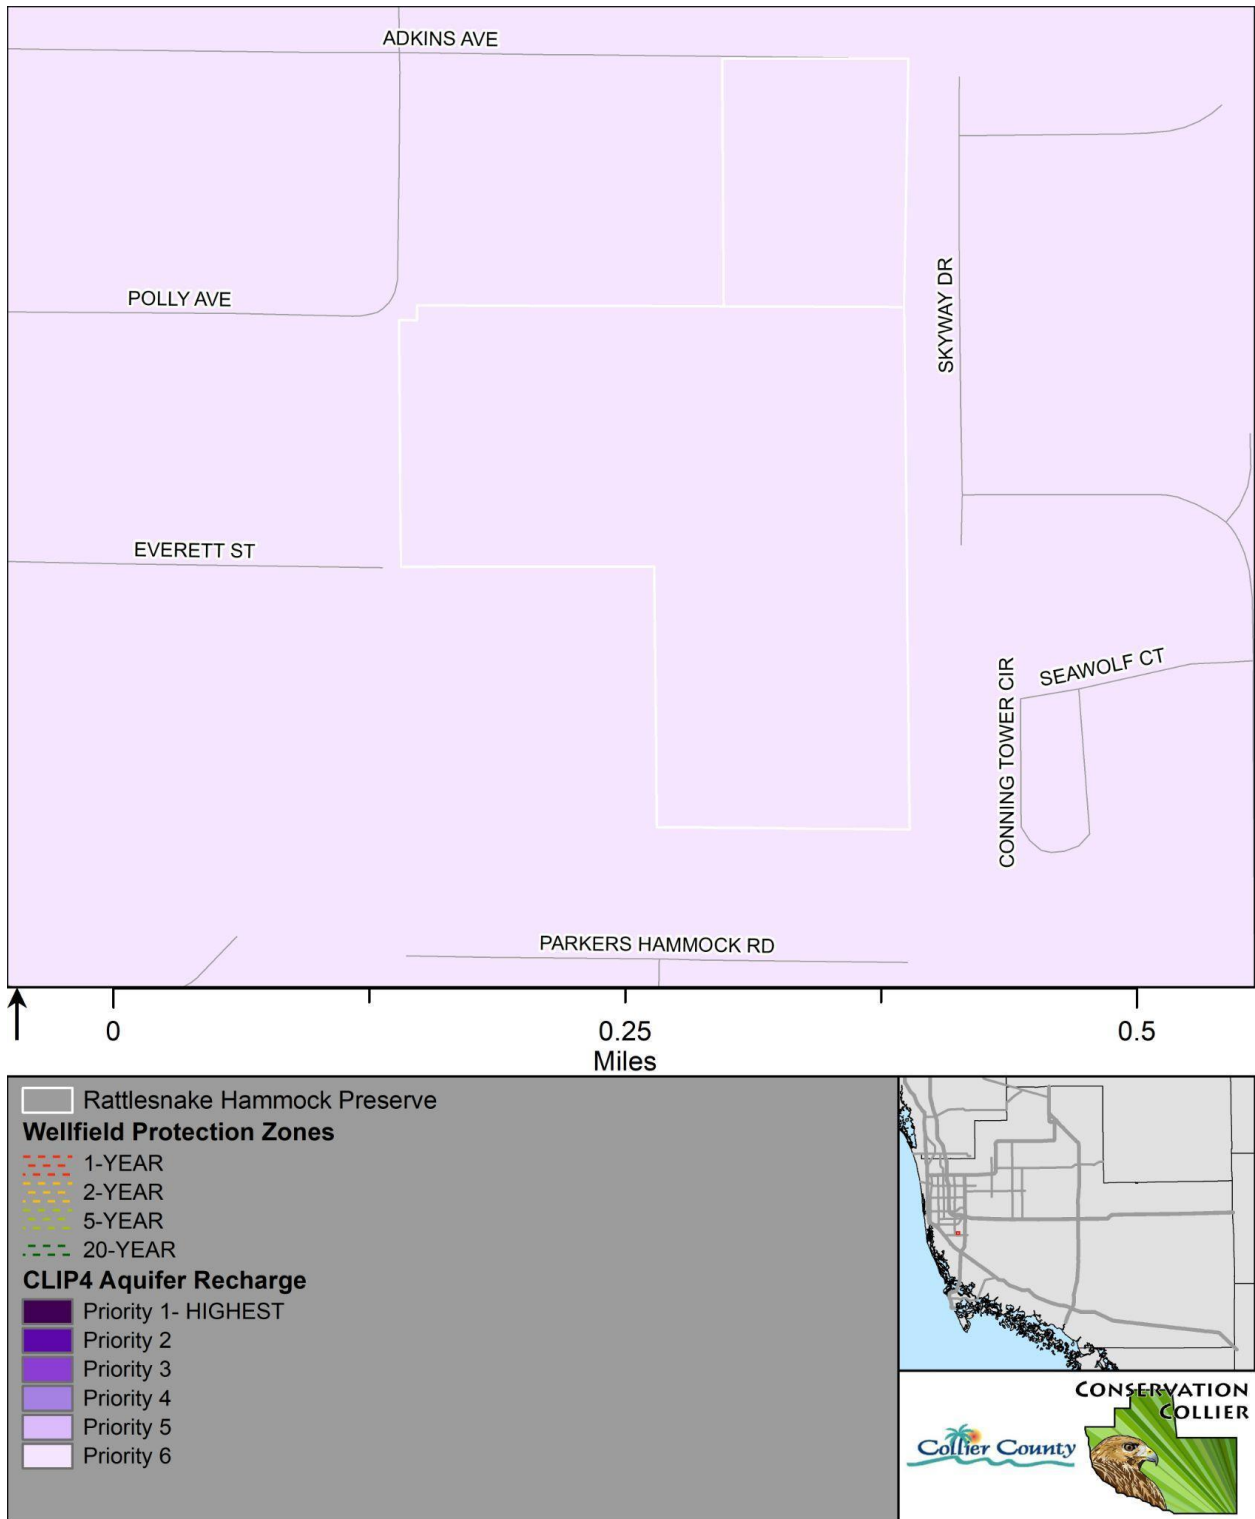 ADKINS AVE
POLLY AVE
SKYWAY DR
EVERETT ST
SEAWOLF CT
CONNING TOWER CIR
PARKERS HAMMOCK RD
0 0.25 0.5
Miles
Rattlesnake Hammock Preserve
Wellfield Protection Zones
1-YEAR
2-YEAR
5-YEAR
20-YEAR
CLIP4 Aquifer Recharge
Priority 1- HIGHEST
Priority 2
Priority 3
Priority 4
Priority 5
Priority 6
CONSERVATION
COLLIER
Collier County